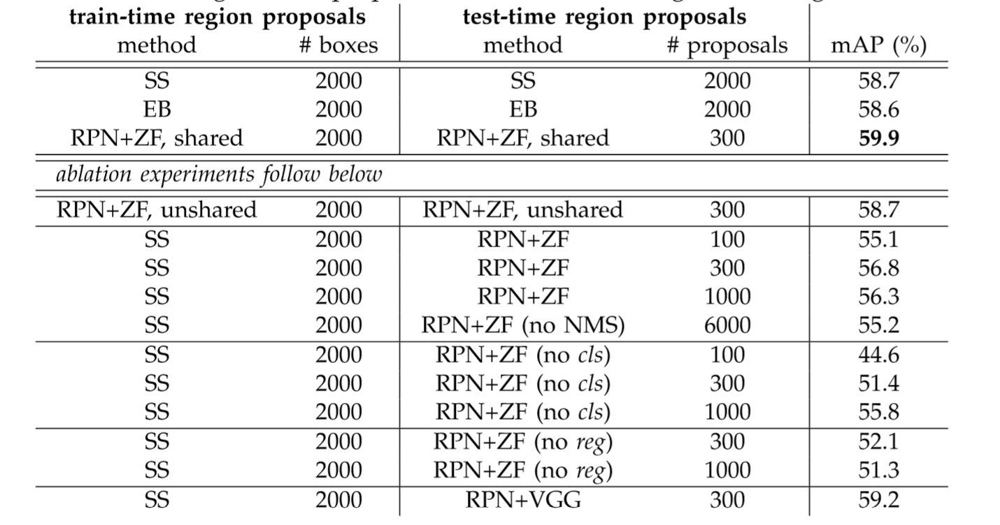 train-time region proposals test-time region proposals
method # boxes method # proposals mAP (%)
SS 2000 SS 2000 58.7
EB 2000 EB 2000 58.6
RPN+ZF, shared 2000 RPN+ZF, shared 300 59.9
ablation experiments follow below
RPN+ZF, unshared 2000 RPN+ZF, unshared 300 58.7
SS 2000 RPN+ZF 100 55.1
SS 2000 RPN+ZF 300 56.8
SS 2000 RPN+ZF 1000 56.3
SS 2000 RPN+ZF (no NMS) 6000 55.2
SS 2000 RPN+ZF (no cls) 100 44.6
SS 2000 RPN+ZF (no cls) 300 51.4
SS 2000 RPN+ZF (no cls) 1000 55.8
SS 2000 RPN+ZF (no reg) 300 52.1
SS 2000 RPN+ZF (no reg) 1000 51.3
SS 2000 RPN+VGG 300 59.2